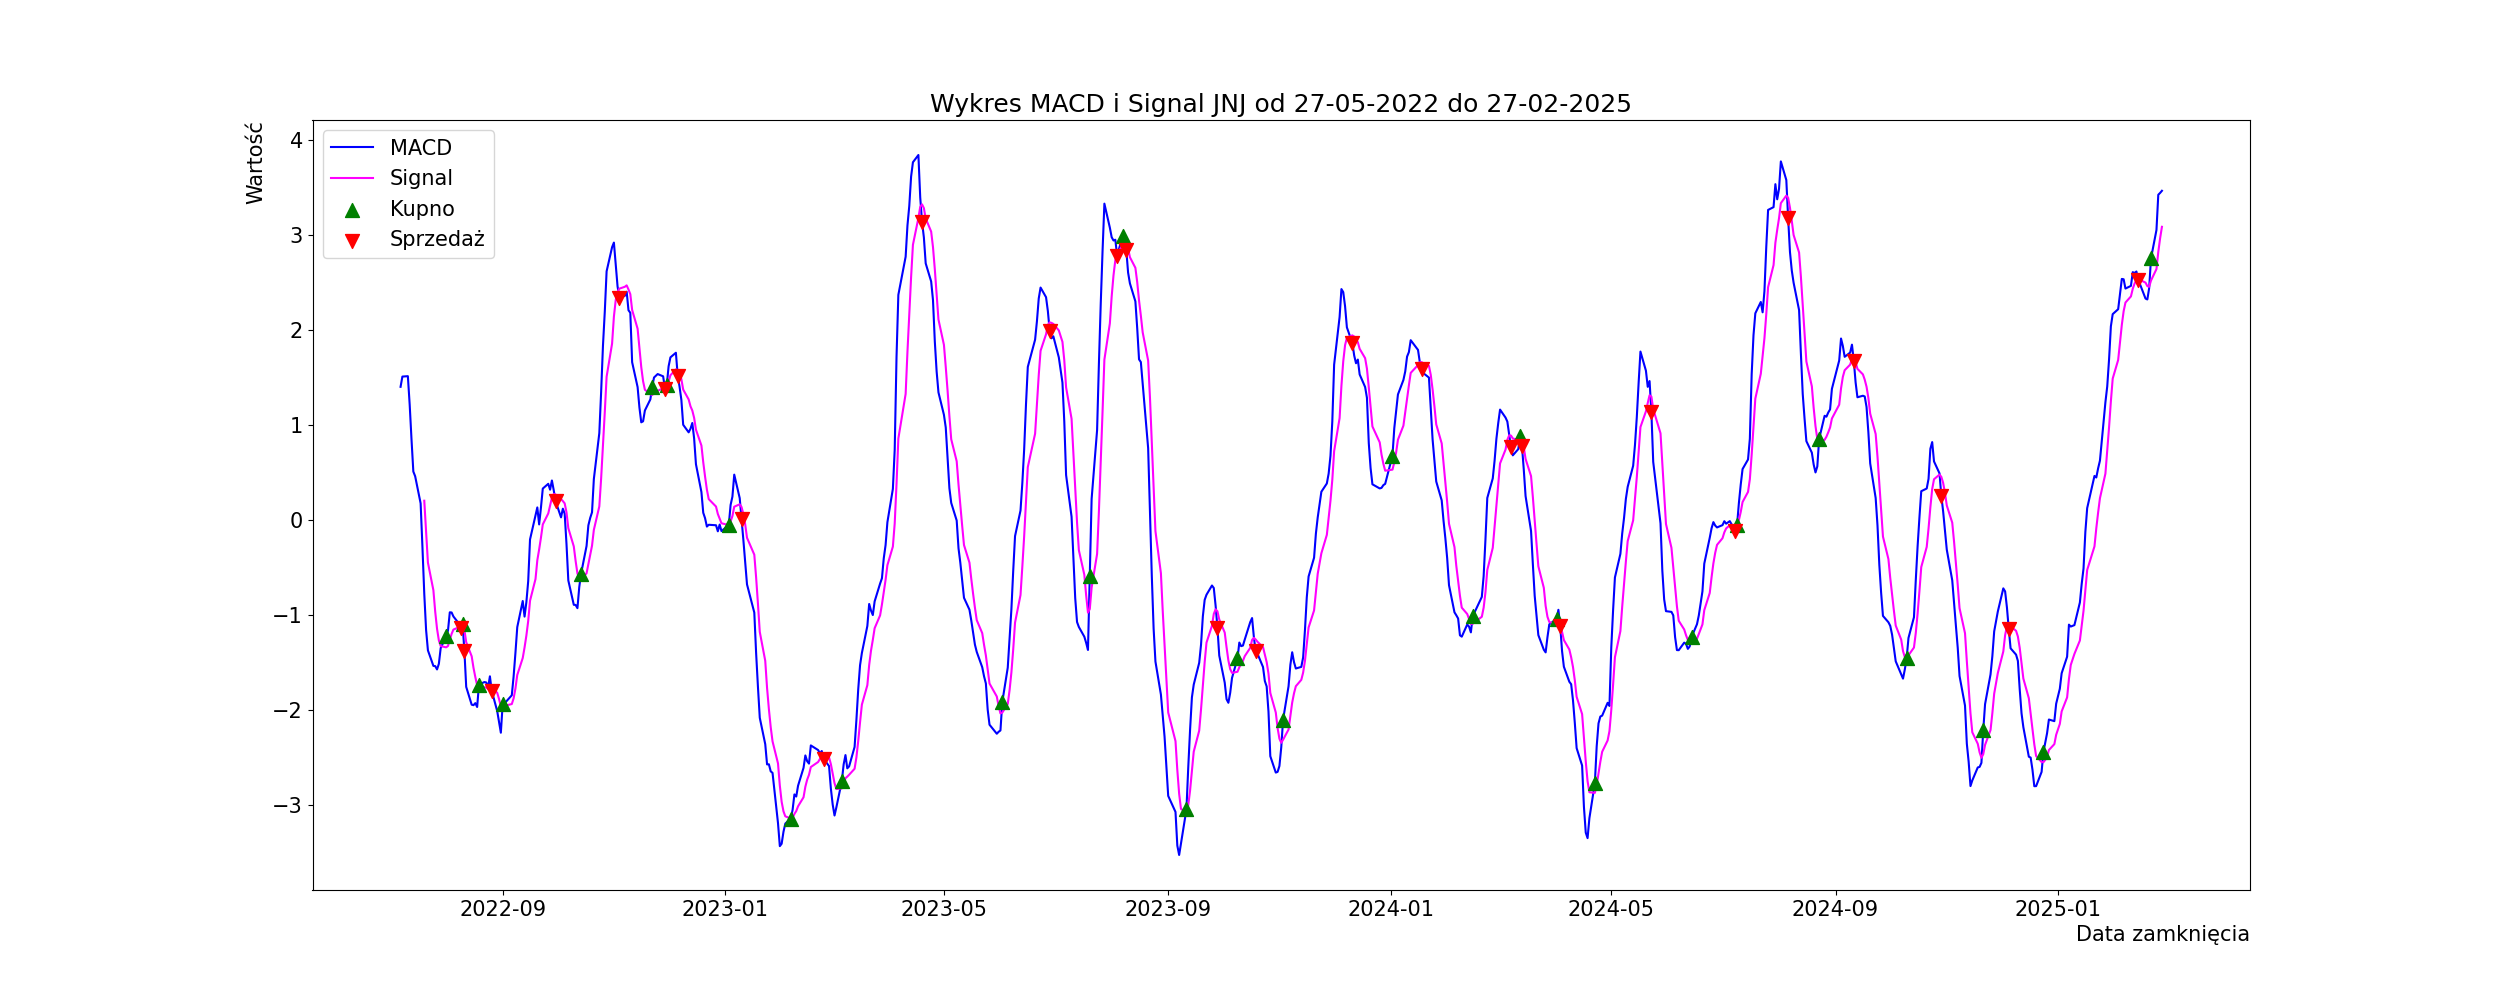 Wykres MACD i Signal JNJ od 27-05-2022 do 27-02-2025
Wartość
MACD
Signal
Kupno
Sprzedaż
4
3
2
1
0
−1
−2
−3
2022-09
2023-01
2023-05
2023-09
2024-01
2024-05
2024-09
2025-01
Data zamknięcia